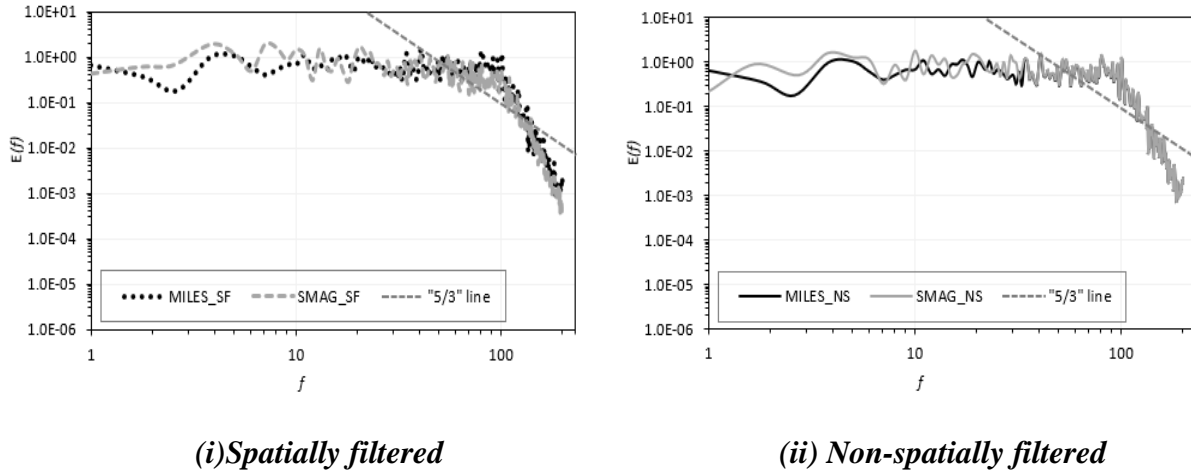 1.0E+01
1.0E+00
1.0E-01
1.0E-02
1.0E-03
1.0E-04
1.0E-05
1.0E-06
E(f)
MILES_SF SMAG_SF "5/3" line
1 10 100
f
(i)Spatially filtered
1.0E+01
1.0E+00
1.0E-01
1.0E-02
1.0E-03
1.0E-04
1.0E-05
1.0E-06
E(f)
MILES_NS SMAG_NS "5/3" line
1 10 100
f
(ii) Non-spatially filtered